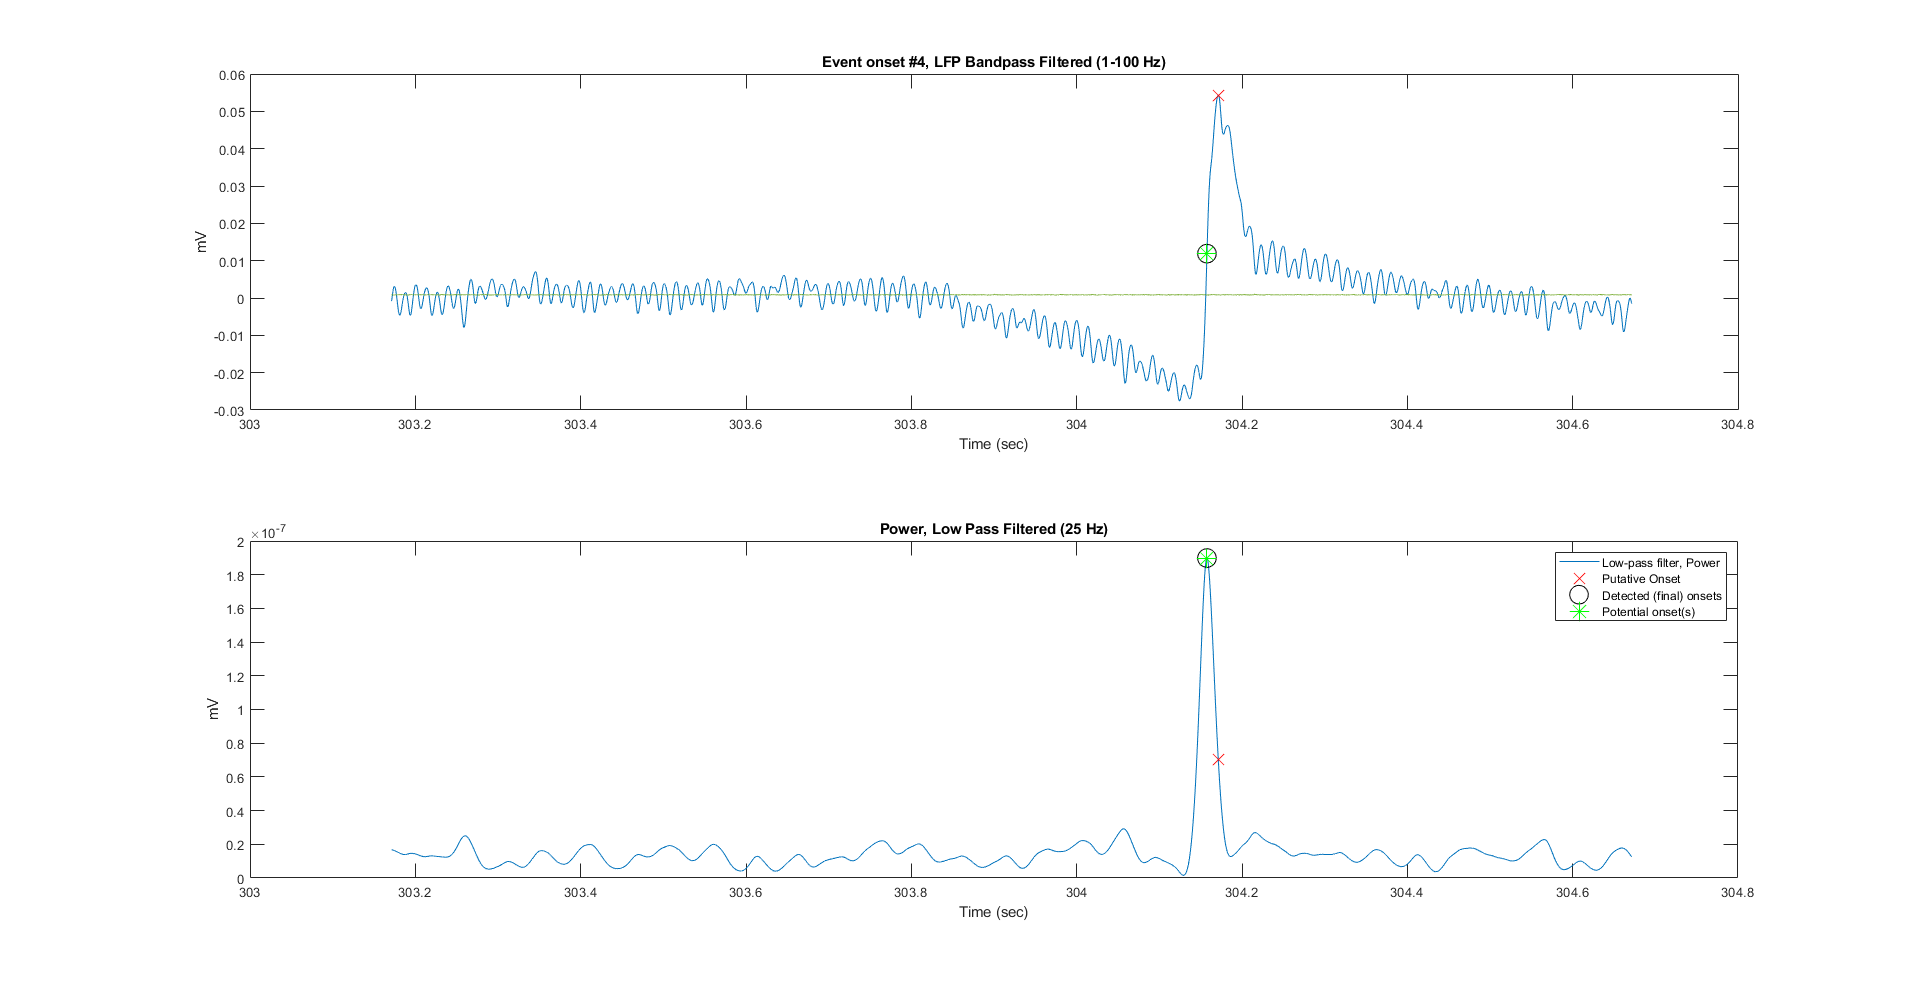 Event onset #4, LFP Bandpass Filtered (1-100 Hz)
0.06
0.05
0.04
0.03
0.02
0.01
0
-0.01
-0.02
-0.03
mV
303 303.2 303.4 303.6 303.8 304 304.2 304.4 304.6 304.8
Time (sec)
Power, Low Pass Filtered (25 Hz)
×10-7
2
1.8
1.6
1.4
1.2
1
0.8
0.6
0.4
0.2
0
mV
Low-pass filter, Power
Putative Onset
Detected (final) onsets
Potential onset(s)
303 303.2 303.4 303.6 303.8 304 304.2 304.4 304.6 304.8
Time (sec)